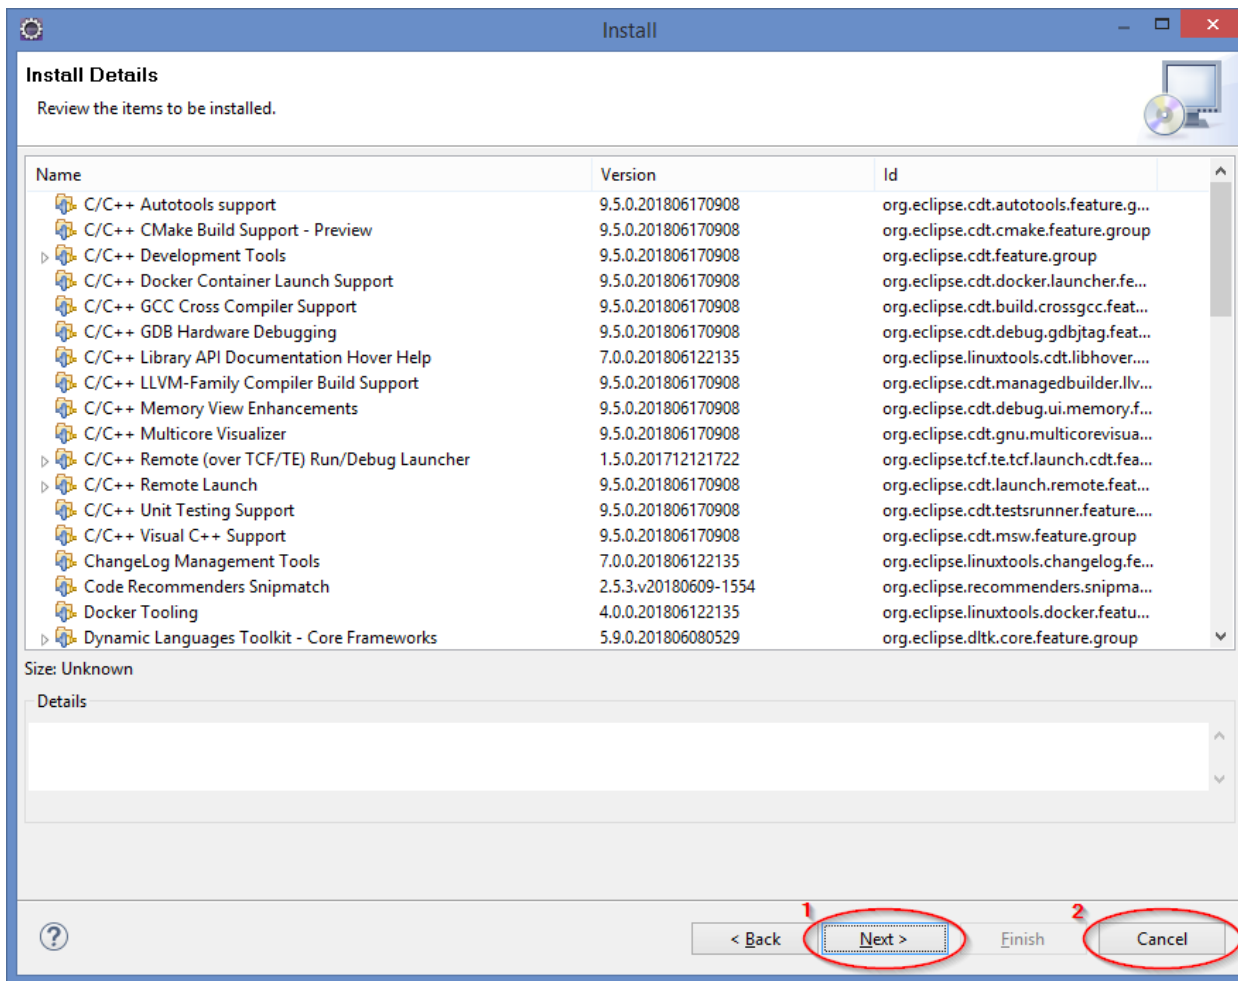 Install
Install Details
Review the items to be installed.
Name Version Id
C/C++ Autotools support 9.5.0.201806170908 org.eclipse.cdt.autotools.feature.g...
C/C++ CMake Build Support - Preview 9.5.0.201806170908 org.eclipse.cdt.cmake.feature.group
C/C++ Development Tools 9.5.0.201806170908 org.eclipse.cdt.feature.group
C/C++ Docker Container Launch Support 9.5.0.201806170908 org.eclipse.cdt.docker.launcher.fe...
C/C++ GCC Cross Compiler Support 9.5.0.201806170908 org.eclipse.cdt.build.crossgcc.feat...
C/C++ GDB Hardware Debugging 9.5.0.201806170908 org.eclipse.cdt.debug.gdbjtag.feat...
C/C++ Library API Documentation Hover Help 7.0.0.201806122135 org.eclipse.linuxtools.cdt.libhover....
C/C++ LLVM-Family Compiler Build Support 9.5.0.201806170908 org.eclipse.cdt.managedbuilder.llv...
C/C++ Memory View Enhancements 9.5.0.201806170908 org.eclipse.cdt.debug.ui.memory.f...
C/C++ Multicore Visualizer 9.5.0.201806170908 org.eclipse.cdt.gnu.multicorevisua...
C/C++ Remote (over TCF/TE) Run/Debug Launcher 1.5.0.201712121722 org.eclipse.tcf.te.tcf.launch.cdt.fea...
C/C++ Remote Launch 9.5.0.201806170908 org.eclipse.cdt.launch.remote.feat...
C/C++ Unit Testing Support 9.5.0.201806170908 org.eclipse.cdt.testsrunner.feature....
C/C++ Visual C++ Support 9.5.0.201806170908 org.eclipse.cdt.msw.feature.group
ChangeLog Management Tools 7.0.0.201806122135 org.eclipse.linuxtools.changelog.fe...
Code Recommenders Snipmatch 2.5.3.v20180609-1554 org.eclipse.recommenders.snipma...
Docker Tooling 4.0.0.201806122135 org.eclipse.linuxtools.docker.featu...
Dynamic Languages Toolkit - Core Frameworks 5.9.0.201806080529 org.eclipse.dltk.core.feature.group
Size: Unknown
Details
1 2
? < Back Next > Finish Cancel